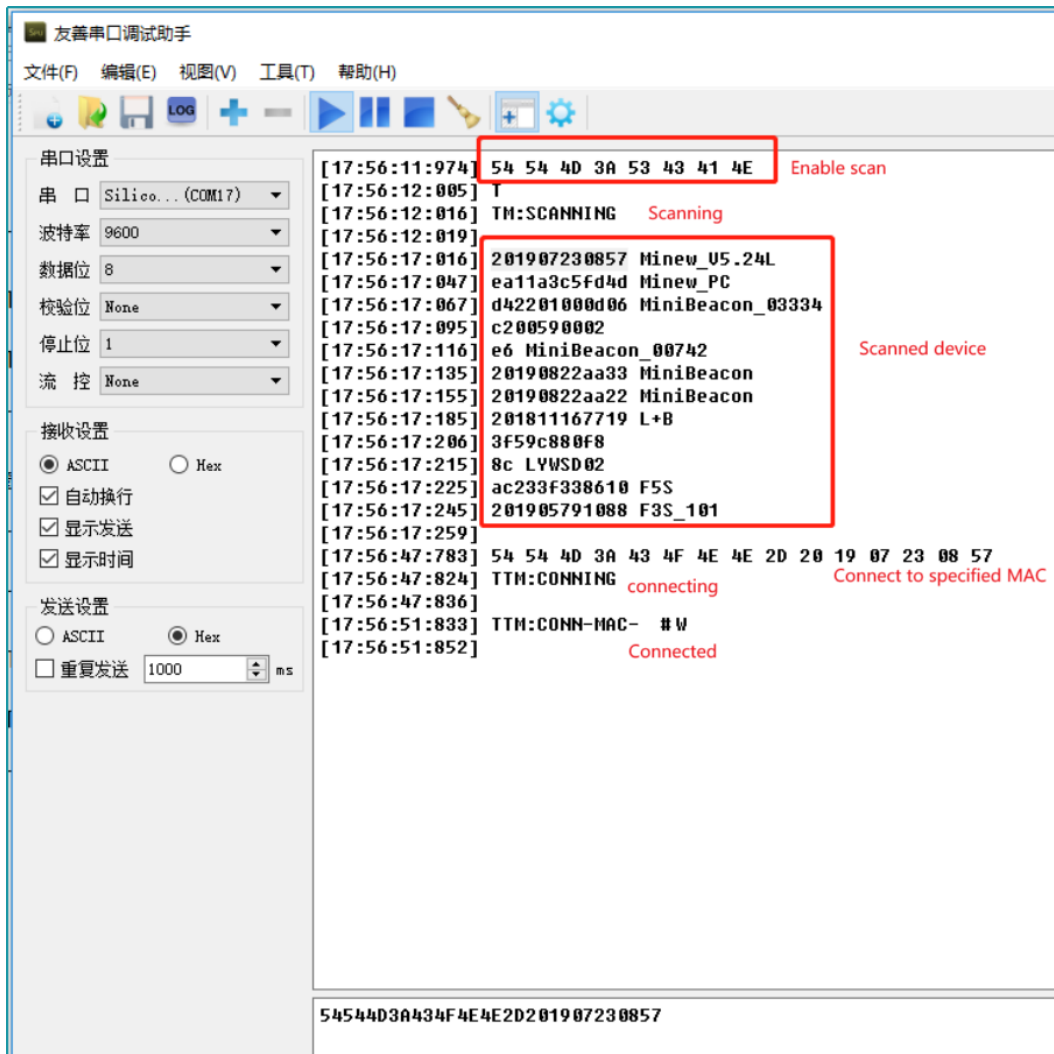 友善串口调试助手
文件(F) 编辑(E) 视图(V) 工具(T) 帮助(H)
LOG
串口设置
串 口 Silico...(COM17)
波特率 9600
数据位 8
校验位 None
停止位 1
流 控 None
接收设置
ASCII Hex
自动换行
显示发送
显示时间
发送设置
ASCII Hex
重复发送 1000 ms
[17:56:11:974] 54 54 4D 3A 53 43 41 4E Enable scan
[17:56:12:005] T
[17:56:12:016] TM:SCANNING Scanning
[17:56:12:019]
[17:56:17:016] 201907230857 Minew_V5.24L
[17:56:17:047] ea11a3c5fd4d Minew_PC
[17:56:17:067] d42201000d06 MiniBeacon_03334
[17:56:17:095] c200590002
[17:56:17:116] e6 MiniBeacon_00742 Scanned device
[17:56:17:135] 20190822aa33 MiniBeacon
[17:56:17:155] 20190822aa22 MiniBeacon
[17:56:17:185] 201811167719 L+B
[17:56:17:206] 3f59c880f8
[17:56:17:215] 8c LYWSD02
[17:56:17:225] ac233f338610 F5S
[17:56:17:245] 201905791088 F3S_101
[17:56:17:259]
[17:56:47:783] 54 54 4D 3A 43 4F 4E 4E 2D 20 19 07 23 08 57
[17:56:47:824] TTM:CONNING connecting Connect to specified MAC
[17:56:47:836]
[17:56:51:833] TTM:CONN-MAC- #W
[17:56:51:852] Connected
54544D3A434F4E4E2D201907230857